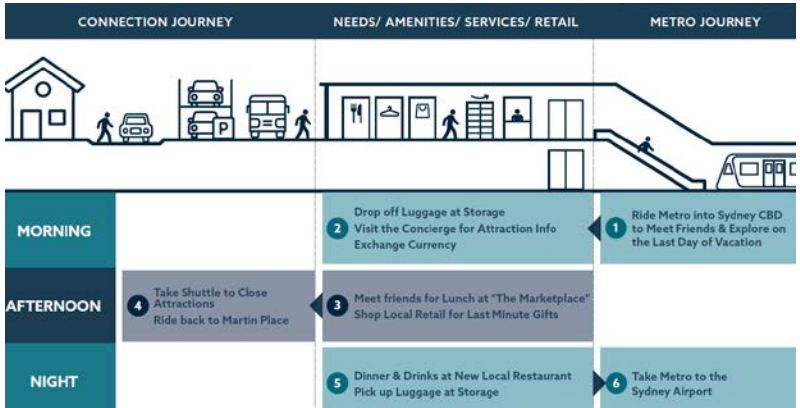 CONNECTION JOURNEY
NEEDS/ AMENITIES/ SERVICES/ RETAIL
METRO JOURNEY
P
MORNING
2
Drop off Luggage at Storage
Visit the Concierge for Attraction Info
Exchange Currency
1
Ride Metro into Sydney CBD
to Meet Friends & Explore on
the Last Day of Vacation
AFTERNOON
4
Take Shuttle to Close
Attractions
Ride back to Martin Place
3
Meet friends for Lunch at "The Marketplace"
Shop Local Retail for Last Minute Gifts
NIGHT
5
Dinner & Drinks at New Local Restaurant
Pick up Luggage at Storage
6
Take Metro to the
Sydney Airport